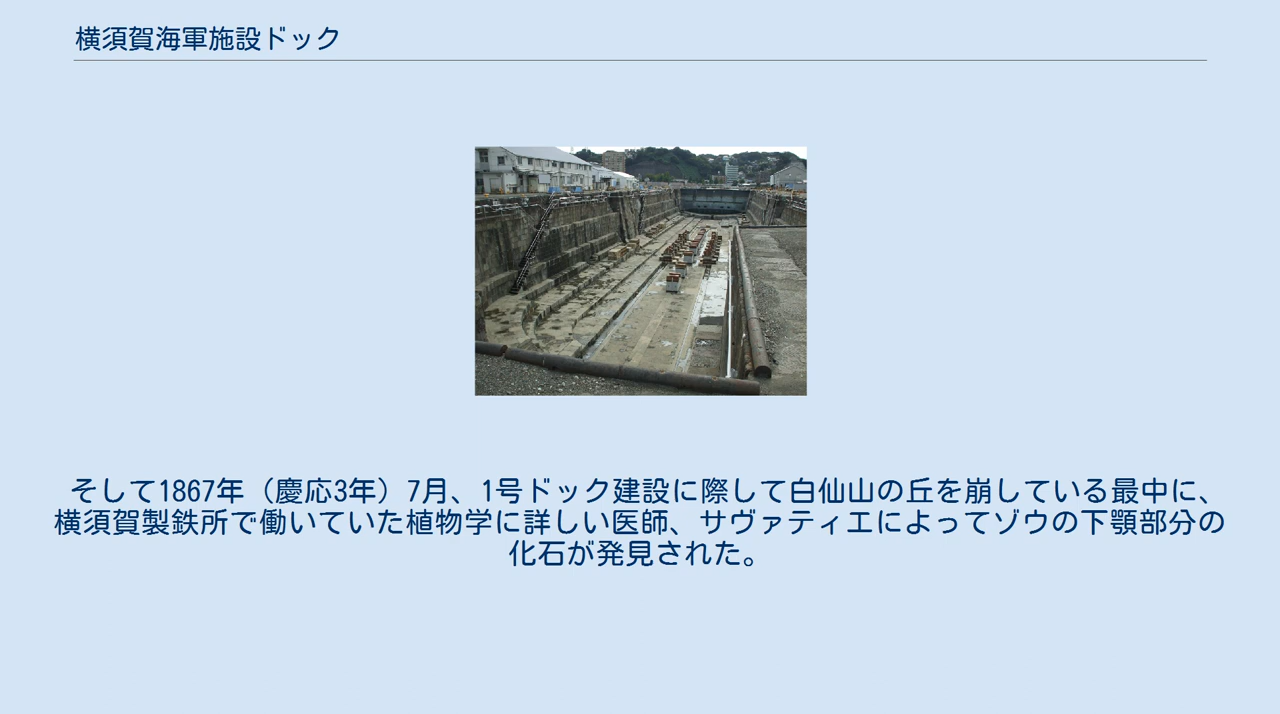 横須賀海軍施設ドック
そして1867年（慶応3年）7月、1号ドック建設に際して白仙山の丘を崩している最中に、
横須賀製鉄所で働いていた植物学に詳しい医師、サヴァティエによってゾウの下顎部分の
化石が発見された。